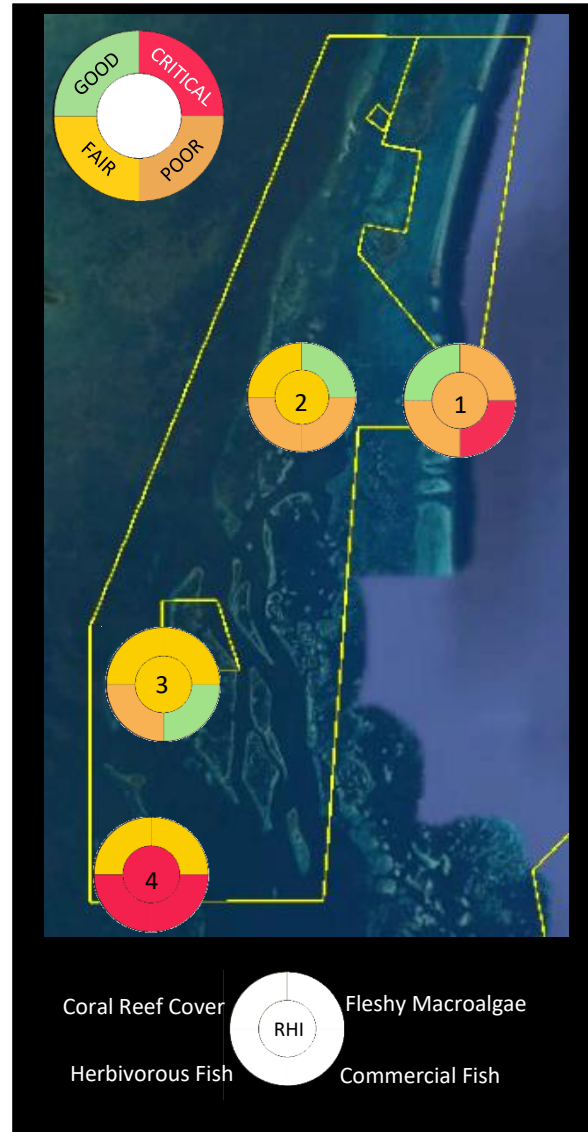 GOOD
CRITICAL
FAIR
POOR
2
1
3
4
Coral Reef Cover
Fleshy Macroalgae
RHI
Herbivorous Fish
Commercial Fish